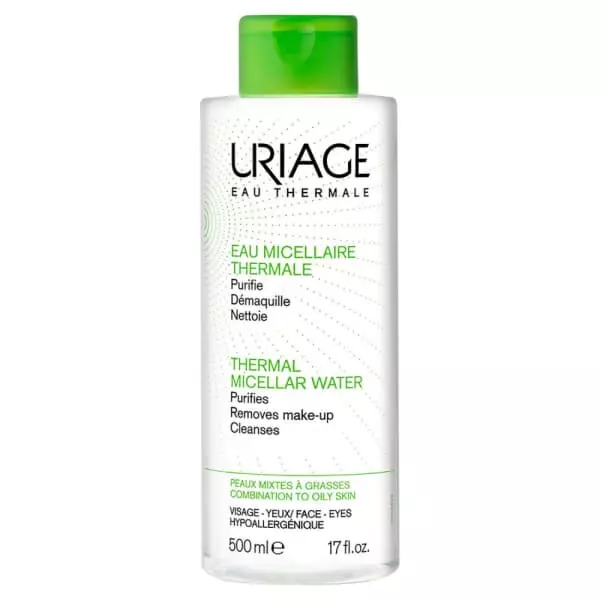 URIAGE
EAU THERMALE
EAU MICELLAIRE
THERMALE
Purifie
Démaquille
Nettoie
THERMAL
MICELLAR WATER
Purifies
Removes make-up
Cleanses
PEAUX MIXTES À GRASSES
COMBINATION TO OILY SKIN
VISAGE - YEUX/ FACE - EYES
HYPOALLERGÉNIQUE
500 ml ℮ 17 fl.oz.